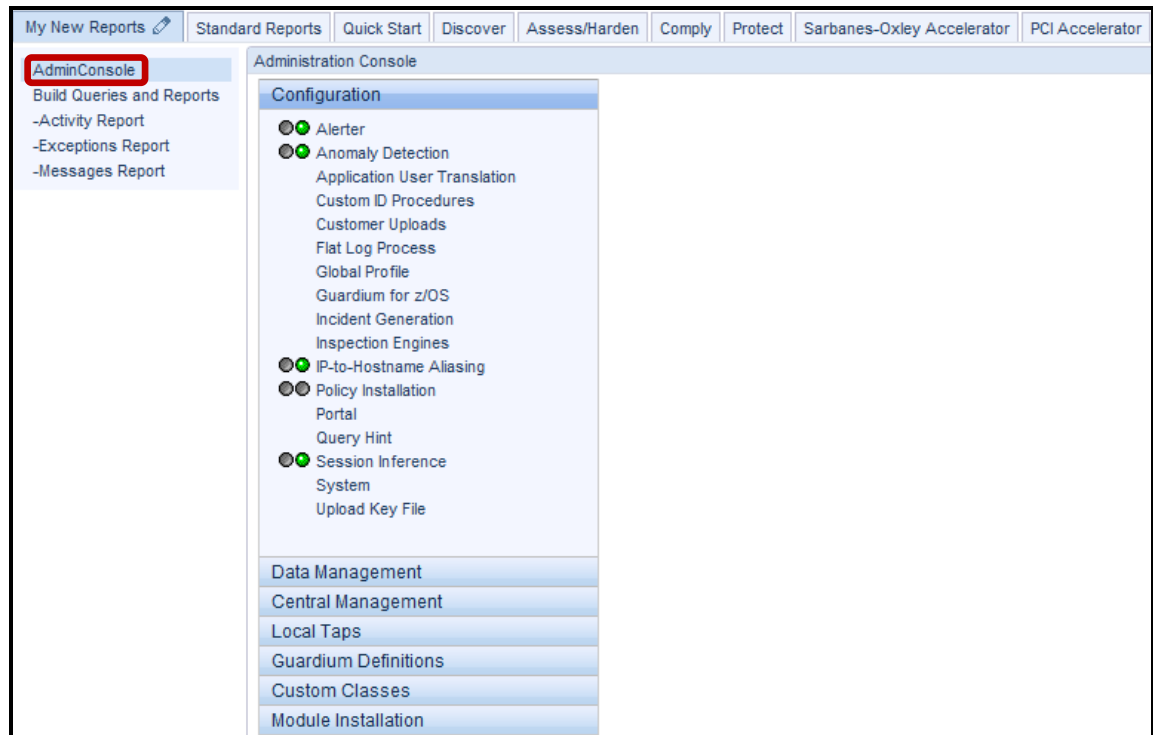 My New Reports Standard Reports Quick Start Discover Assess/Harden Comply Protect Sarbanes-Oxley Accelerator PCI Accelerator
AdminConsole
Build Queries and Reports
-Activity Report
-Exceptions Report
-Messages Report
Administration Console
Configuration
Alerter
Anomaly Detection
Application User Translation
Custom ID Procedures
Customer Uploads
Flat Log Process
Global Profile
Guardium for z/OS
Incident Generation
Inspection Engines
IP-to-Hostname Aliasing
Policy Installation
Portal
Query Hint
Session Inference
System
Upload Key File
Data Management
Central Management
Local Taps
Guardium Definitions
Custom Classes
Module Installation